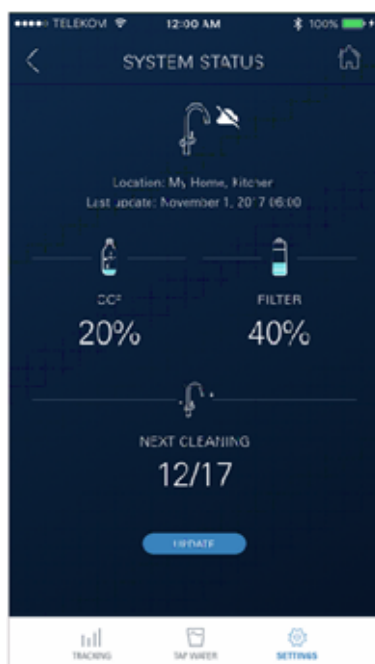 TELEKOM 12:00 AM 100%
SYSTEM STATUS
Location: My Home, Kitchen
Last update: November 1, 2017 06:00
CO² FILTER
20% 40%
NEXT CLEANING
12/17
UPDATE
TRACKING TAP WATER SETTINGS